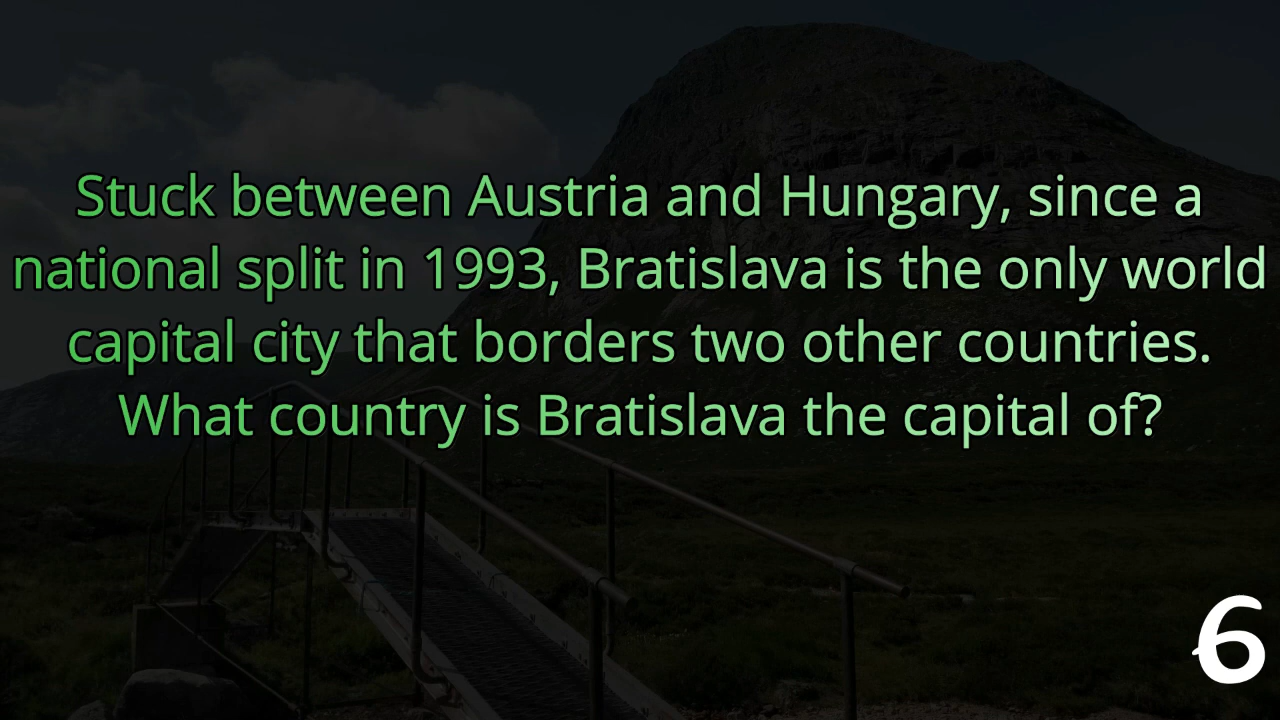 Stuck between Austria and Hungary, since a
national split in 1993, Bratislava is the only world
capital city that borders two other countries.
What country is Bratislava the capital of?
6